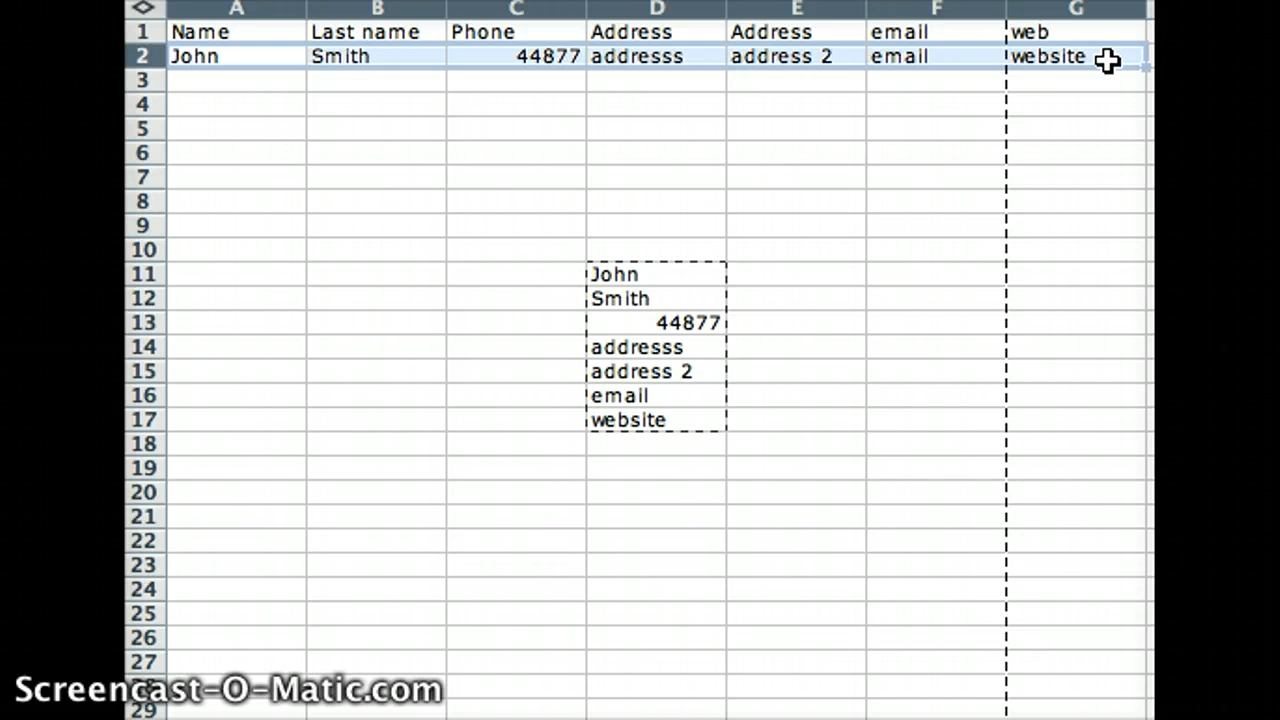 A B C D E F G
1 Name Last name Phone Address Address email web
2 John Smith 44877 addresss address 2 email website
3
4
5
6
7
8
9
10
11 John
12 Smith
13 44877
14 addresss
15 address 2
16 email
17 website
18
19
20
21
22
23
24
25
26
27
28
29
Screencast-O-Matic.com